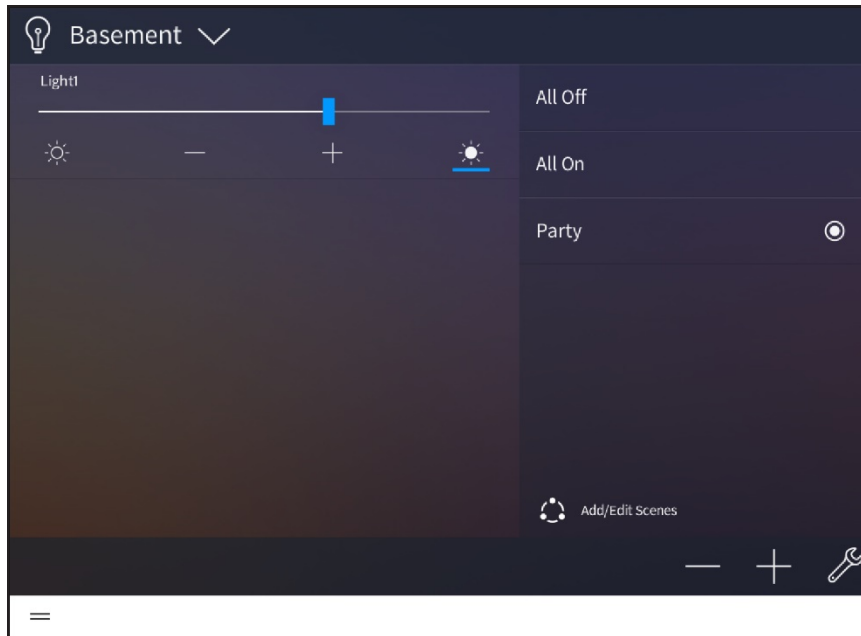 Basement
Light1
All Off
All On
Party
Add/Edit Scenes